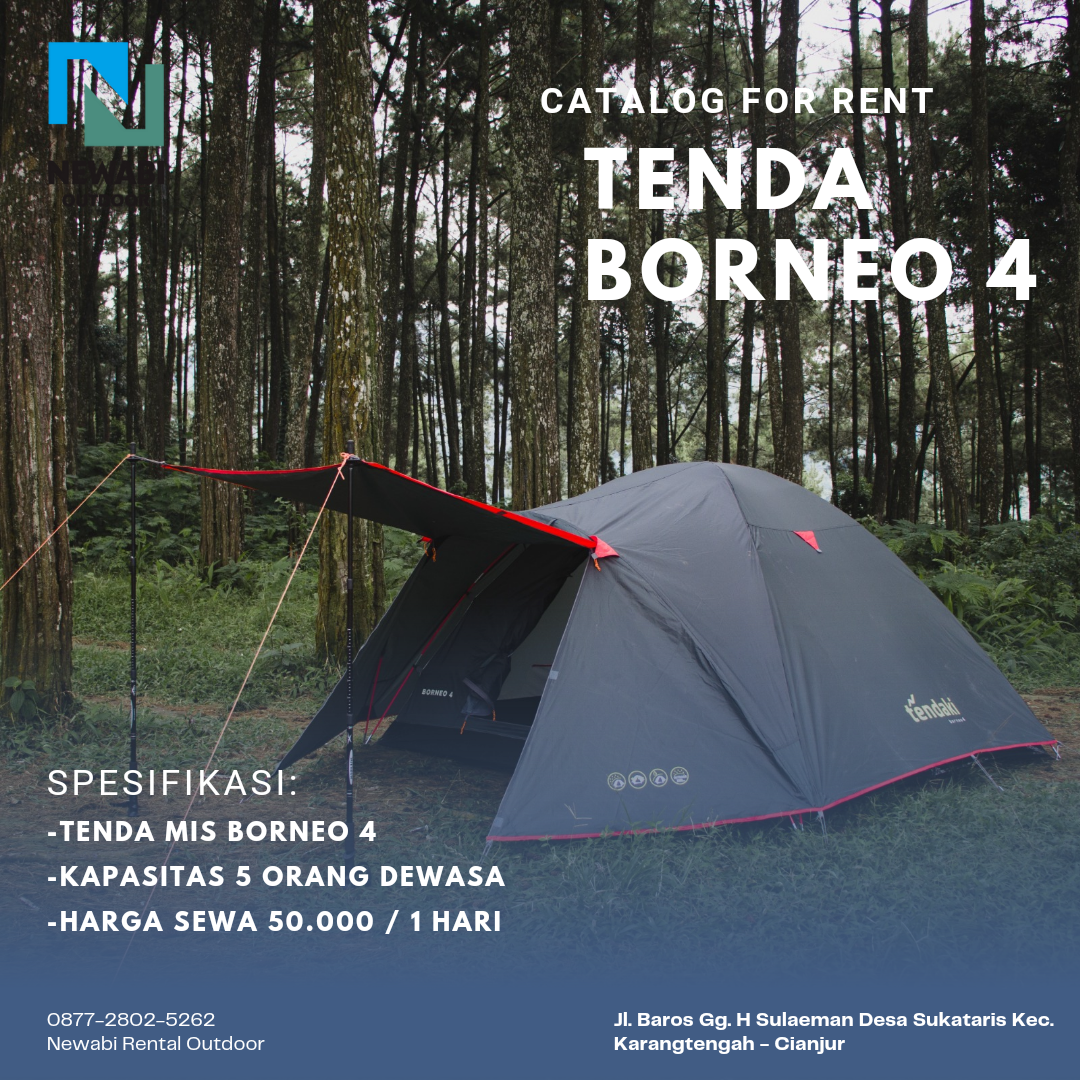 NEWABI
OUTDOOR
CATALOG FOR RENT
TENDA
BORNEO 4
BORNEO 4
tendaki
SPESIFIKASI:
-TENDA MIS BORNEO 4
-KAPASITAS 5 ORANG DEWASA
-HARGA SEWA 50.000 / 1 HARI
0877-2802-5262
Newabi Rental Outdoor
Jl. Baros Gg. H Sulaeman Desa Sukataris Kec.
Karangtengah - Cianjur